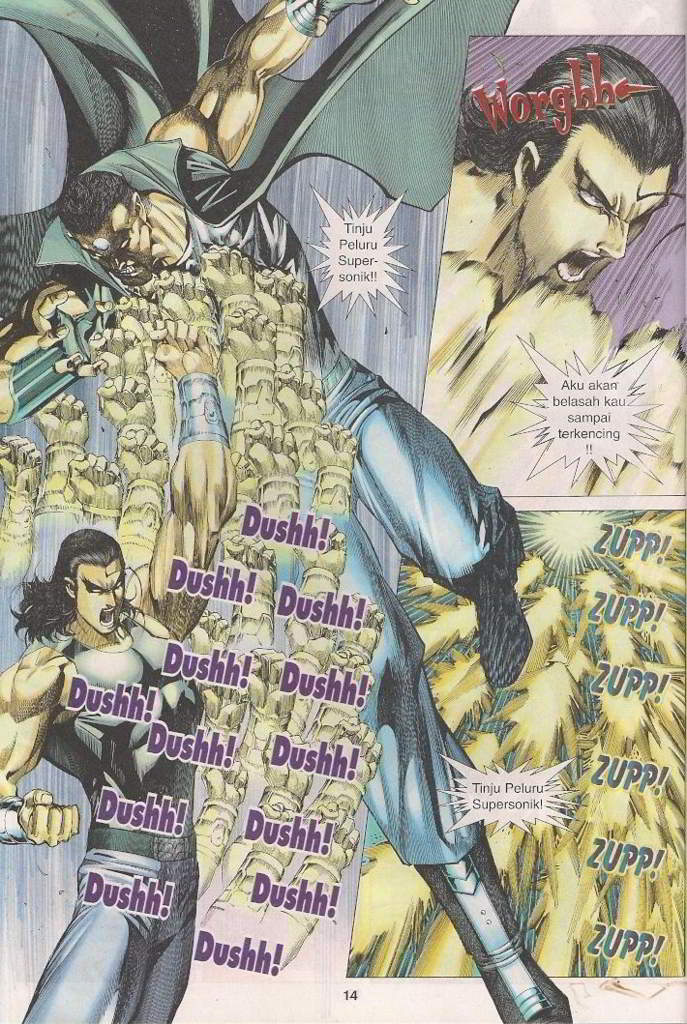 Worghh
Tinju
Peluru
Super-
sonik!!
Aku akan
belasah kau
sampai
terkencing
!!
Dushh!
Dushh!
Dushh!
Dushh!
Dushh!
Dushh!
Dushh!
Dushh!
Dushh!
Dushh!
Dushh!
Dushh!
Dushh!
ZUPP!
ZUPP!
ZUPP!
ZUPP!
ZUPP!
ZUPP!
Tinju Peluru
Supersonik!
14